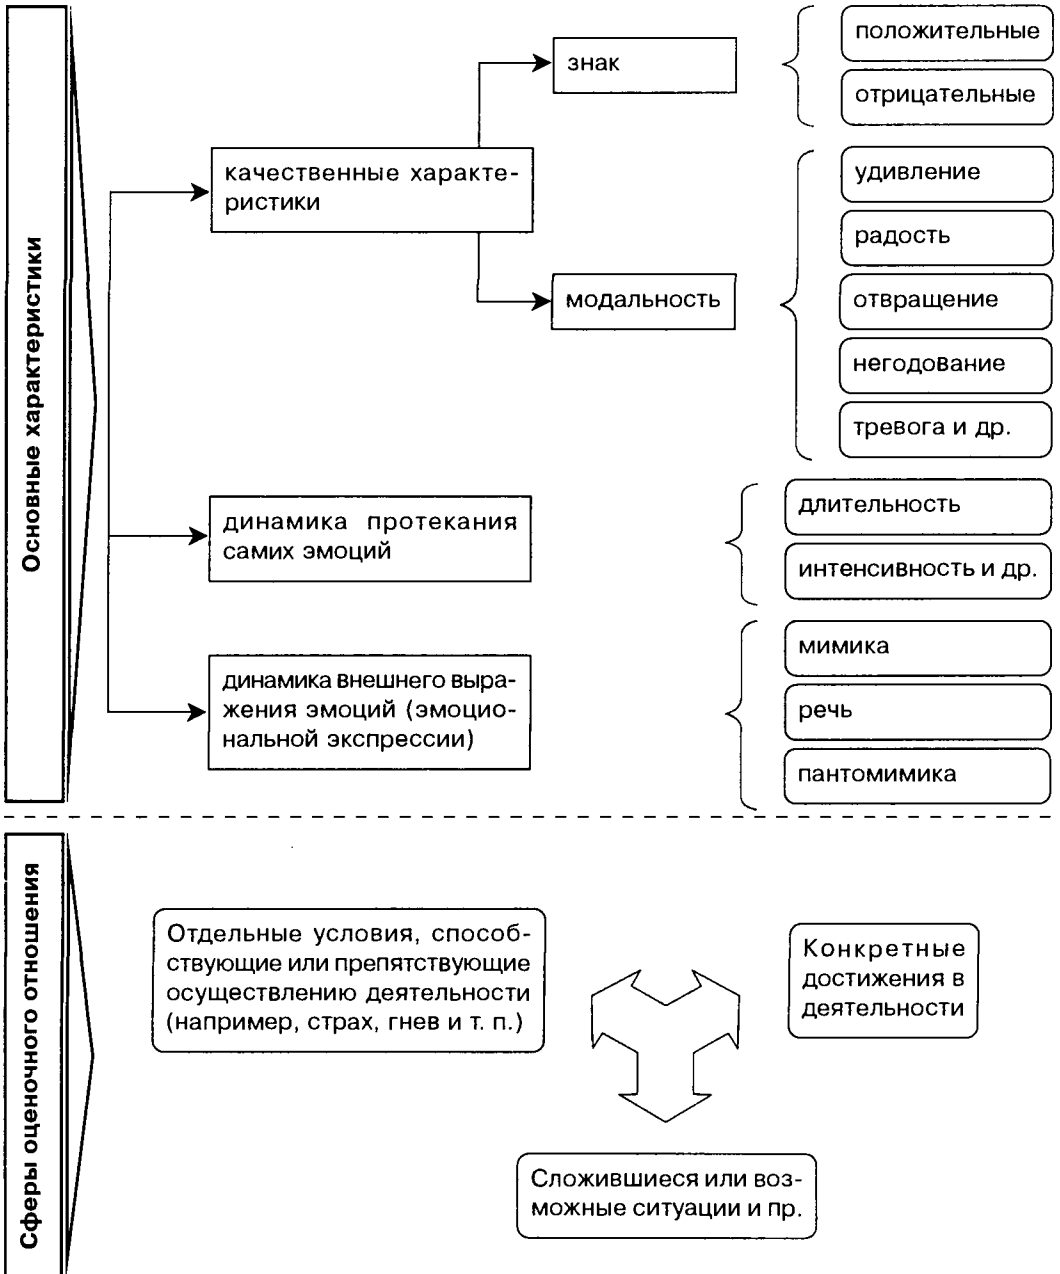 Основные характеристики
знак
положительные
отрицательные
качественные характе-
ристики
модальность
удивление
радость
отвращение
негодование
тревога и др.
динамика протекания
самих эмоций
длительность
интенсивность и др.
динамика внешнего выра-
жения эмоций (эмоцио-
нальной экспрессии)
мимика
речь
пантомимика
Сферы оценочного отношения
Отдельные условия, способ-
ствующие или препятствующие
осуществлению деятельности
(например, страх, гнев и т. п.)
Конкретные
достижения в
деятельности
Сложившиеся или воз-
можные ситуации и пр.